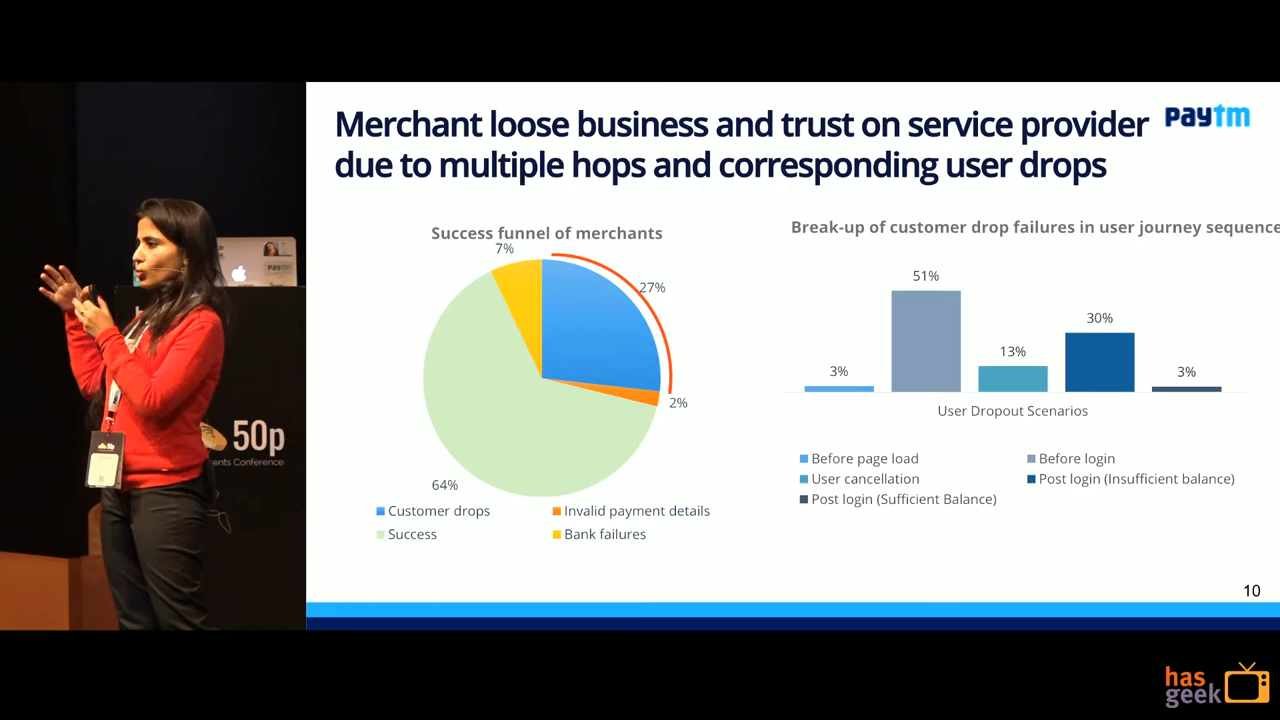 Merchant loose business and trust on service provider
due to multiple hops and corresponding user drops
paytm
Success funnel of merchants
7%
27%
2%
64%
Customer drops
Invalid payment details
Success
Bank failures
Break-up of customer drop failures in user journey sequence
3%
51%
13%
30%
3%
User Dropout Scenarios
Before page load
Before login
User cancellation
Post login (Insufficient balance)
Post login (Sufficient Balance)
10
paytm
50p
ents Conference
has
geek